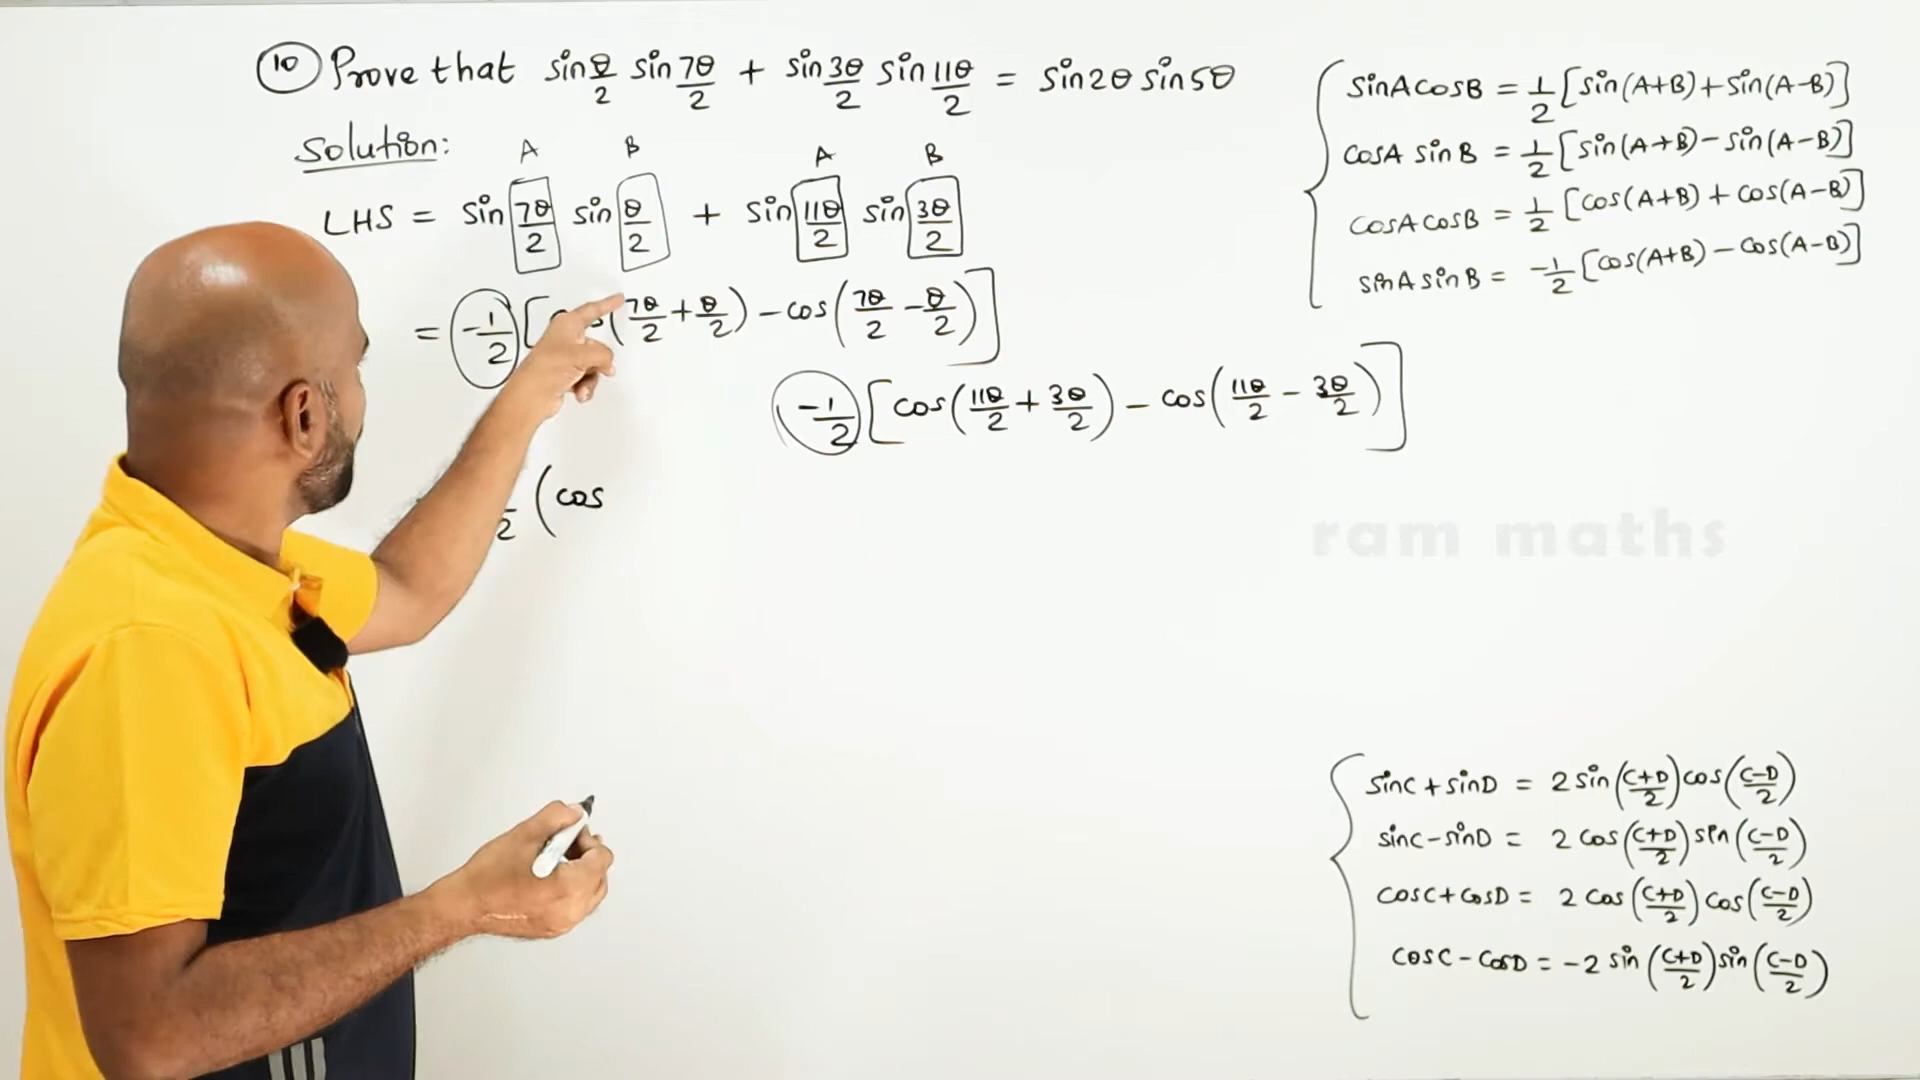 10 Prove that sin θ/2 sin 7θ/2 + sin 3θ/2 sin 11θ/2 = sin2θ sin5θ
Solution:
A B A B
LHS = sin 7θ/2 sin θ/2 + sin 11θ/2 sin 3θ/2
= -1/2 [cos(7θ/2 + θ/2) - cos(7θ/2 - θ/2)]
-1/2 [cos(11θ/2 + 3θ/2) - cos(11θ/2 - 3θ/2)]
2 (cos
sinA cosB = 1/2 [sin(A+B) + sin(A-B)]
cosA sinB = 1/2 [sin(A+B) - sin(A-B)]
cosA cosB = 1/2 [cos(A+B) + cos(A-B)]
sinA sinB = -1/2 [cos(A+B) - cos(A-B)]
ram maths
sinC + sinD = 2 sin(C+D/2) cos(C-D/2)
sinC - sinD = 2 cos(C+D/2) sin(C-D/2)
cosC + cosD = 2 cos(C+D/2) cos(C-D/2)
cosC - cosD = -2 sin(C+D/2) sin(C-D/2)